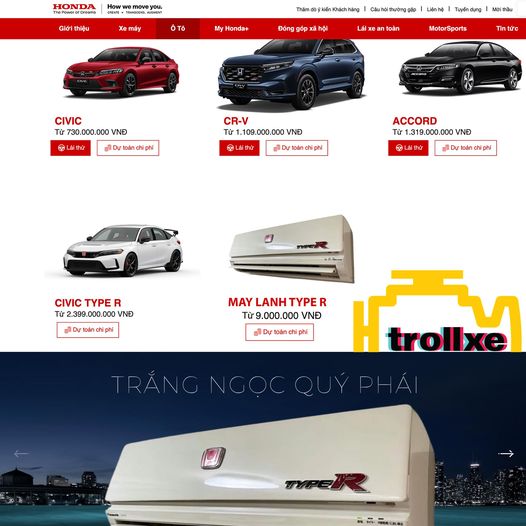 HONDA
The Power of Dreams
How we move you.
CREATE ▸ TRANSCEND, AUGMENT
Thăm dò ý kiến Khách hàng | Câu hỏi thường gặp | Liên hệ | Tuyển dụng | Mời thầu
Giới thiệu Xe máy Ô Tô My Honda+ Đóng góp xã hội Lái xe an toàn MotorSports Tin tức
CIVIC
Từ 730.000.000 VNĐ
Lái thử Dự toán chi phí
CR-V
Từ 1.109.000.000 VNĐ
Lái thử Dự toán chi phí
ACCORD
Từ 1.319.000.000 VNĐ
Lái thử Dự toán chi phí
TYPER
CIVIC TYPE R
Từ 2.399.000.000 VNĐ
Dự toán chi phí
MAY LANH TYPE R
Từ 9.000.000 VNĐ
Dự toán chi phí
trollxe
TRẮNG NGỌC QUÝ PHÁI
TYPER